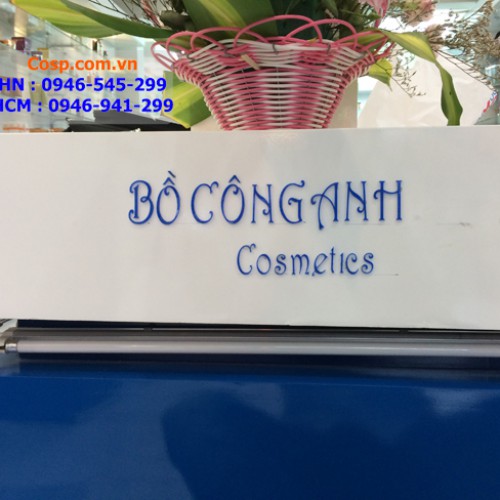 Cosp.com.vn
HN : 0946-545-299
HCM : 0946-941-299
BỒ CÔNG ANH
Cosmetics